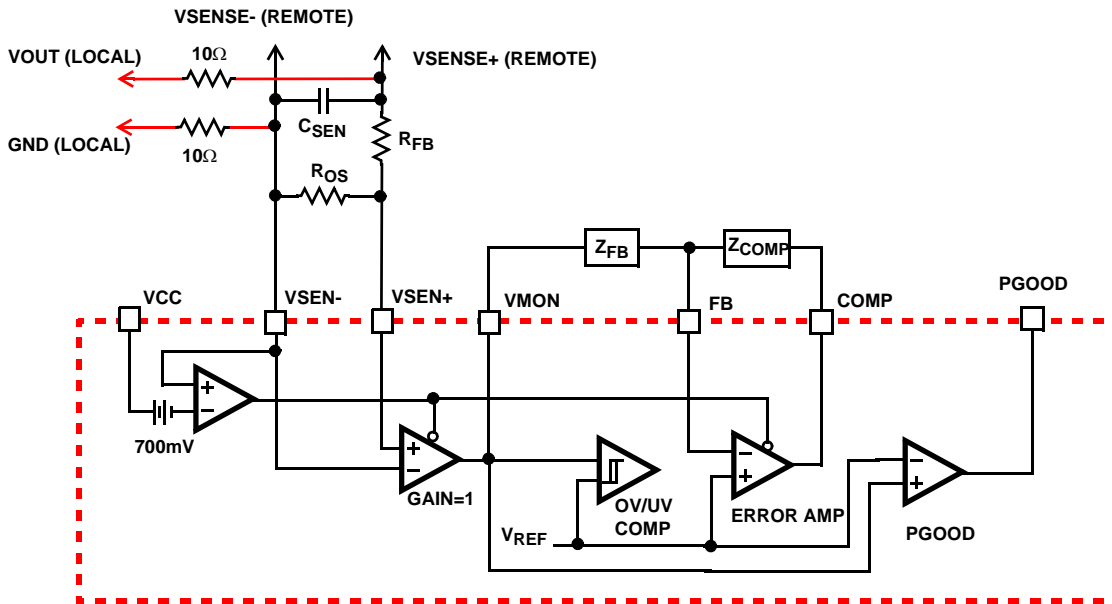 VSENSE- (REMOTE)
VOUT (LOCAL)
10Ω
VSENSE+ (REMOTE)
CSEN
RFB
GND (LOCAL)
10Ω
ROS
ZFB
ZCOMP
VCC
VSEN-
VSEN+
VMON
FB
COMP
PGOOD
+
−
700mV
+
−
GAIN=1
OV/UV
COMP
−
+
ERROR AMP
−
+
PGOOD
VREF